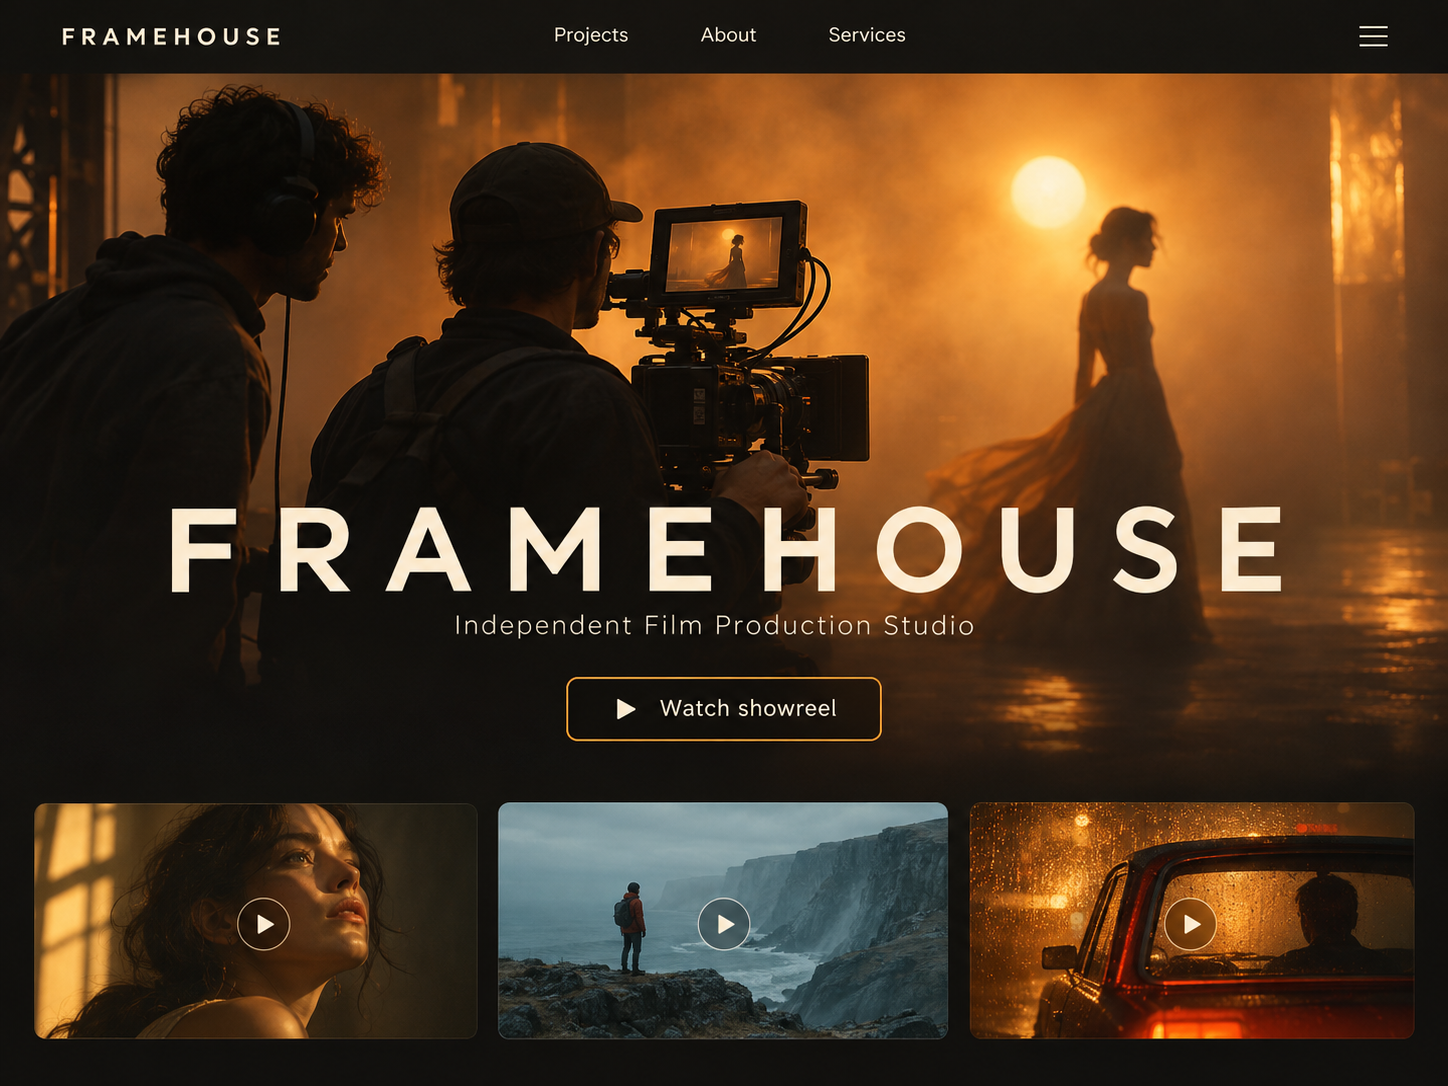 FRAMEHOUSE
Projects About Services
FRAMEHOUSE
Independent Film Production Studio
Watch showreel